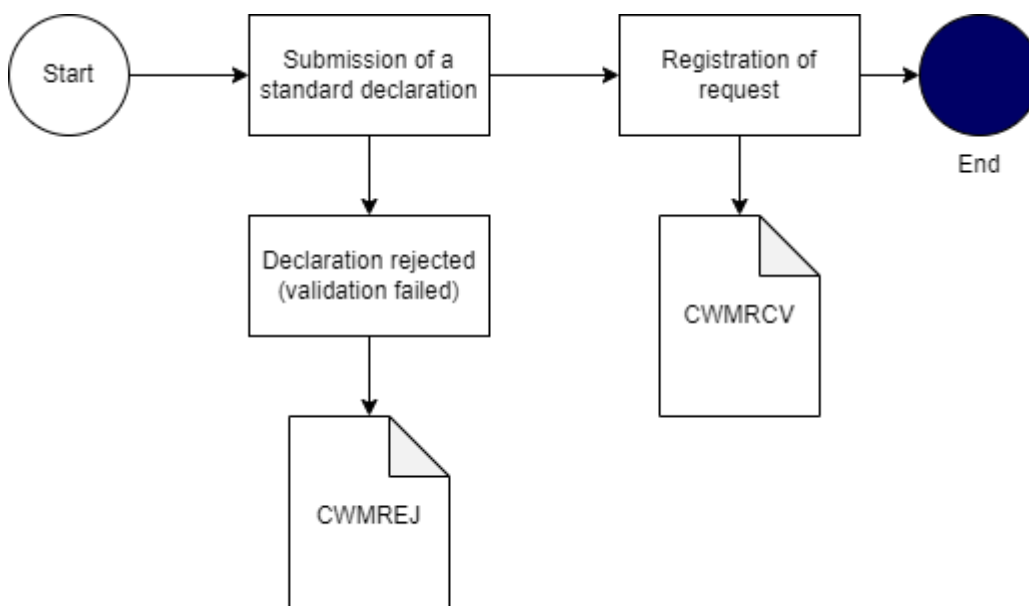 Start
Submission of a
standard declaration
Registration of
request
End
Declaration rejected
(validation failed)
CWMRCV
CWMREJ